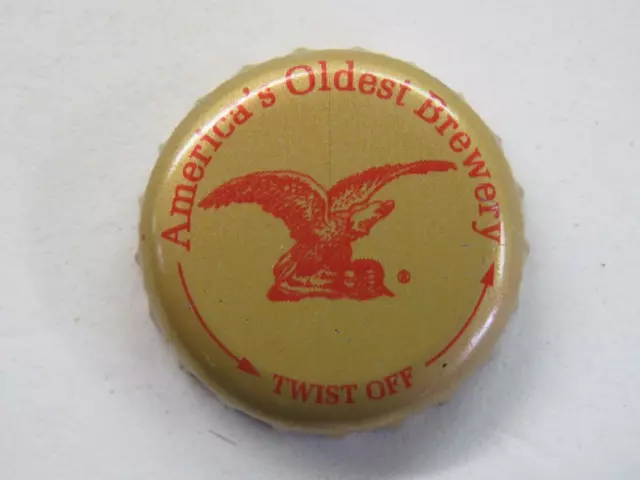 America's Oldest Brewery
®
TWIST OFF